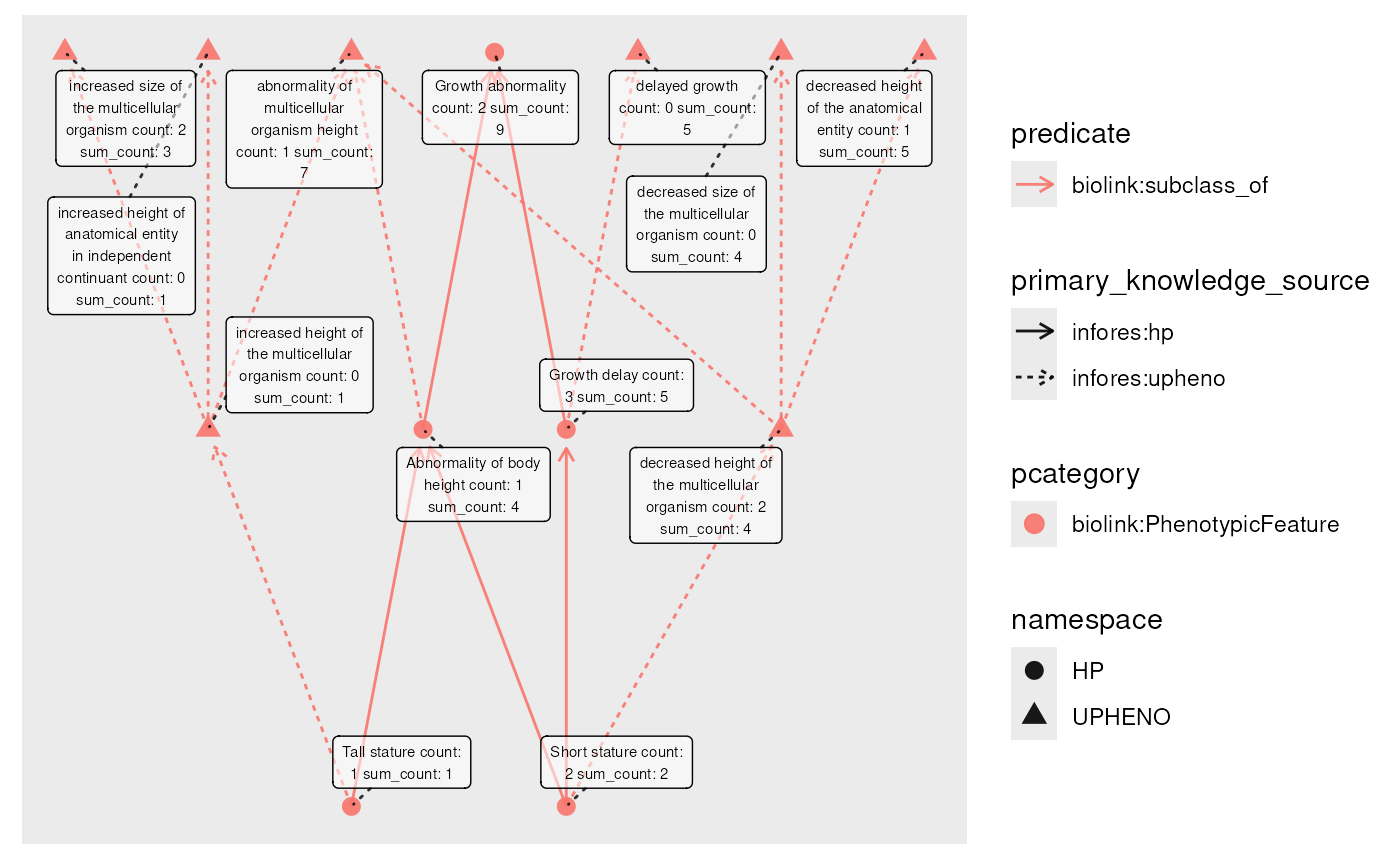 increased size of
the multicellular
organism count: 2
sum_count: 3
abnormality of
multicellular
organism height
count: 1 sum_count:
7
Growth abnormality
count: 2 sum_count:
9
delayed growth
count: 0 sum_count:
5
decreased height
of the anatomical
entity count: 1
sum_count: 5
increased height of
anatomical entity
in independent
continuant count: 0
sum_count: 1
decreased size of
the multicellular
organism count: 0
sum_count: 4
increased height of
the multicellular
organism count: 0
sum_count: 1
Growth delay count:
3 sum_count: 5
Abnormality of body
height count: 1
sum_count: 4
decreased height of
the multicellular
organism count: 2
sum_count: 4
Tall stature count:
1 sum_count: 1
Short stature count:
2 sum_count: 2
predicate
biolink:subclass_of
primary_knowledge_source
infores:hp
infores:upheno
pcategory
biolink:PhenotypicFeature
namespace
HP
UPHENO